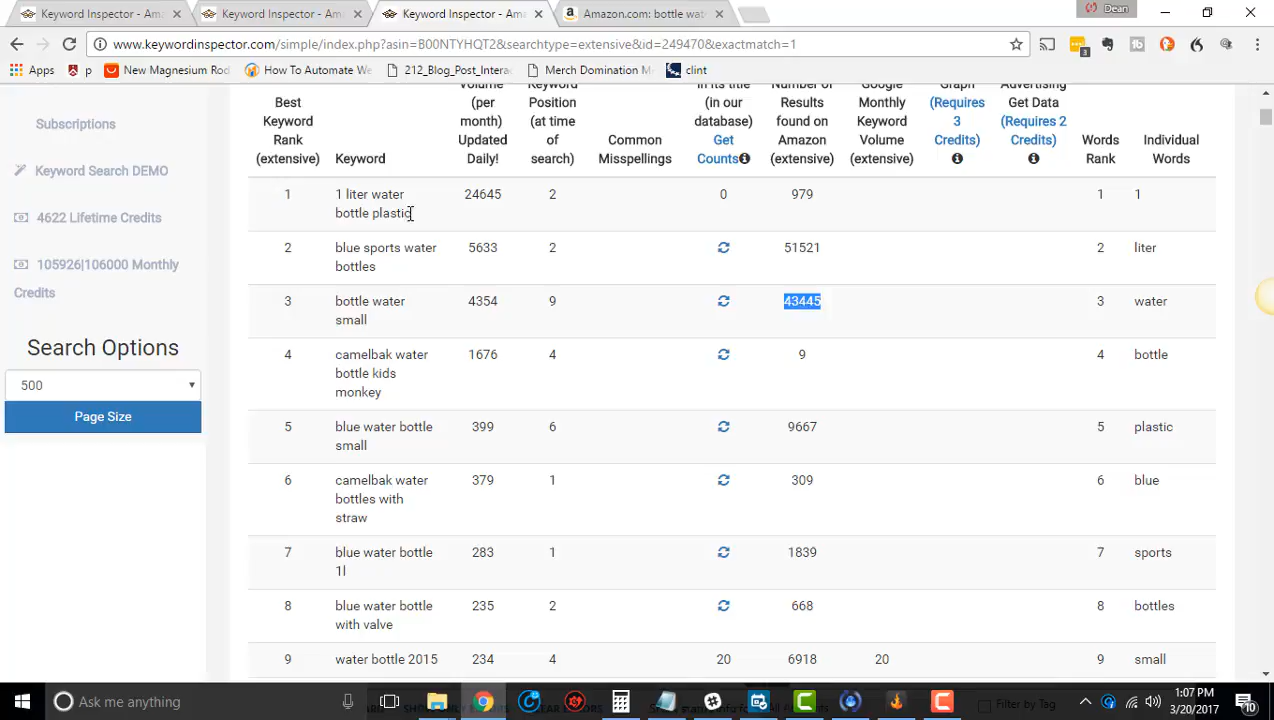 Keyword Inspector - Ama
Keyword Inspector - Ama
Keyword Inspector - Ama
Amazon.com: bottle wat
Dean
www.keywordinspector.com/simple/index.php?asin=B00NTYHQT2&searchtype=extensive&id=249470&exactmatch=1
3
Apps
p
New Magnesium Rod
How To Automate We
212_Blog_Post_Intera
Merch Domination M
clint
Subscriptions
Keyword Search DEMO
4622 Lifetime Credits
105926|106000 Monthly
Credits
Search Options
500
Page Size
Best
Keyword
Rank
(extensive)
Keyword
Volume
(per
month)
Updated
Daily!
Keyword
Position
(at time
of
search)
Common
Misspellings
in its title
(in our
database)
Get
Counts
Number of
Results
found on
Amazon
(extensive)
Google
Monthly
Keyword
Volume
(extensive)
Graph
(Requires
3
Credits)
Advertising
Get Data
(Requires 2
Credits)
Words
Rank
Individual
Words
1 1 liter water 24645 2 0 979 1 1
bottle plastic
2 blue sports water 5633 2 51521 2 liter
bottles
3 bottle water 4354 9 43445 3 water
small
4 camelbak water 1676 4 9 4 bottle
bottle kids
monkey
5 blue water bottle 399 6 9667 5 plastic
small
6 camelbak water 379 1 309 6 blue
bottles with
straw
7 blue water bottle 283 1 1839 7 sports
1l
8 blue water bottle 235 2 668 8 bottles
with valve
9 water bottle 2015 234 4 20 6918 20 9 small
Ask me anything
Filter by Tag
1:07 PM
3/20/2017
10